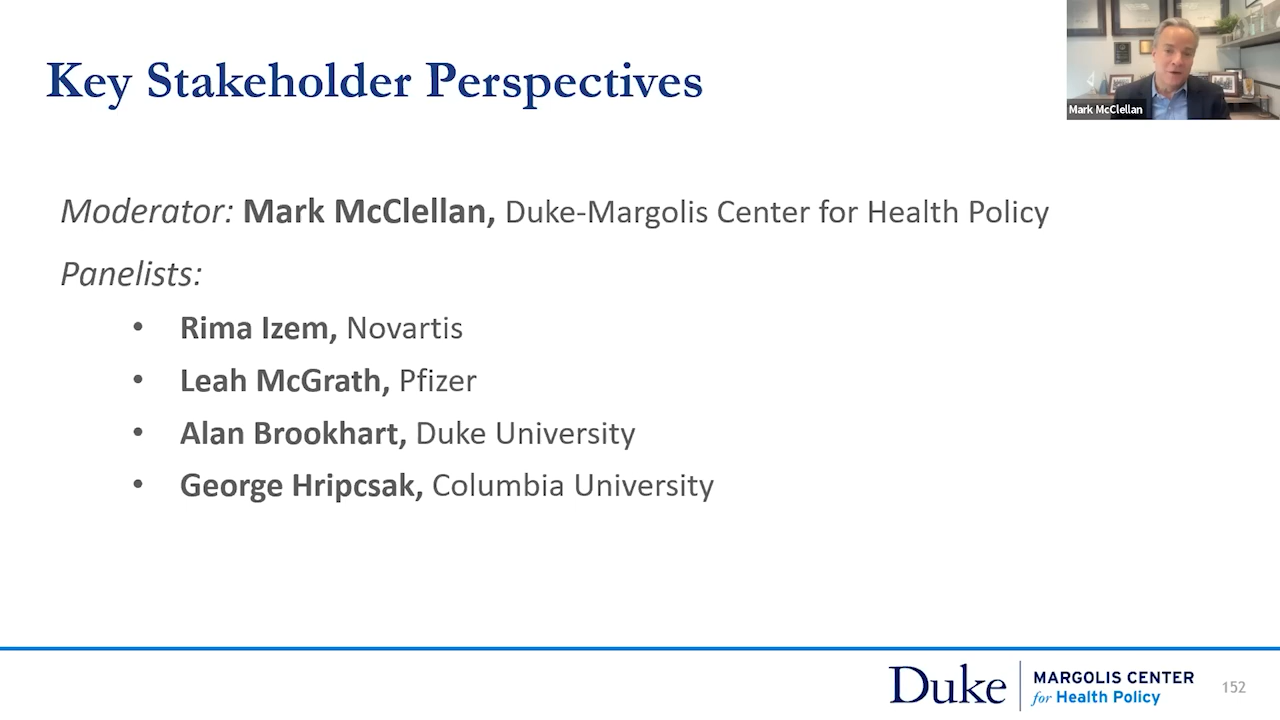 Key Stakeholder Perspectives
Mark McClellan
Moderator: Mark McClellan, Duke-Margolis Center for Health Policy
Panelists:
• Rima Izem, Novartis
• Leah McGrath, Pfizer
• Alan Brookhart, Duke University
• George Hripcsak, Columbia University
Duke
MARGOLIS CENTER
for Health Policy
152